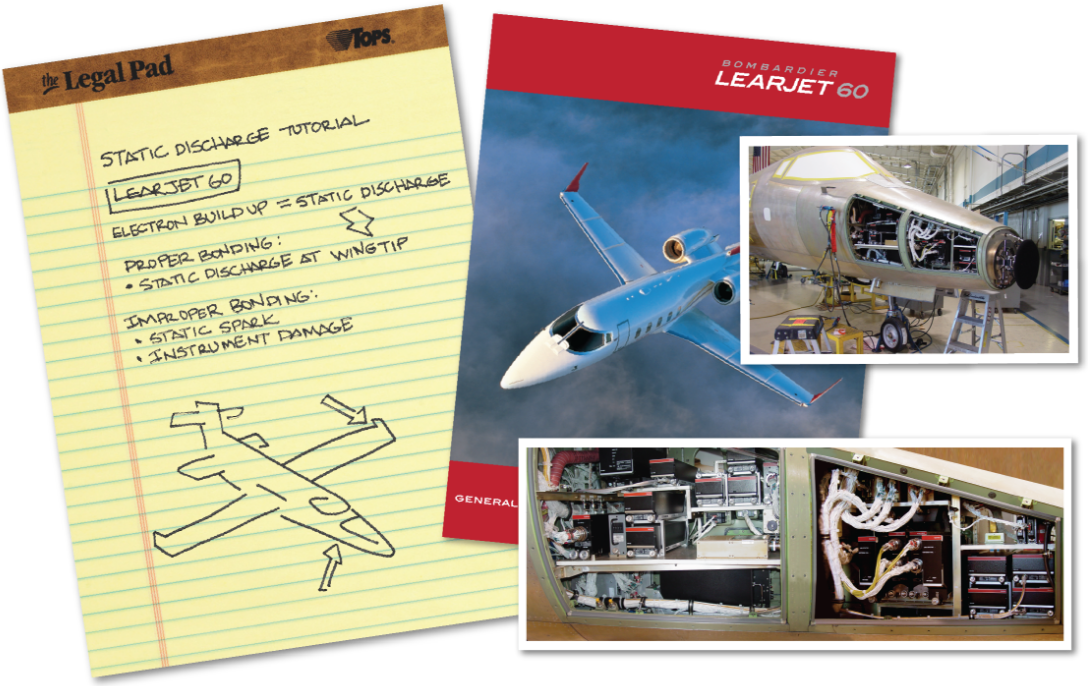 the Legal Pad
TOPS
STATIC DISCHARGE TUTORIAL
LEARJET 60
ELECTRON BUILD UP = STATIC DISCHARGE
PROPER BONDING:
• STATIC DISCHARGE AT WINGTIP
IMPROPER BONDING:
• STATIC SPARK
• INSTRUMENT DAMAGE
BOMBARDIER
LEARJET 60
GENERAL